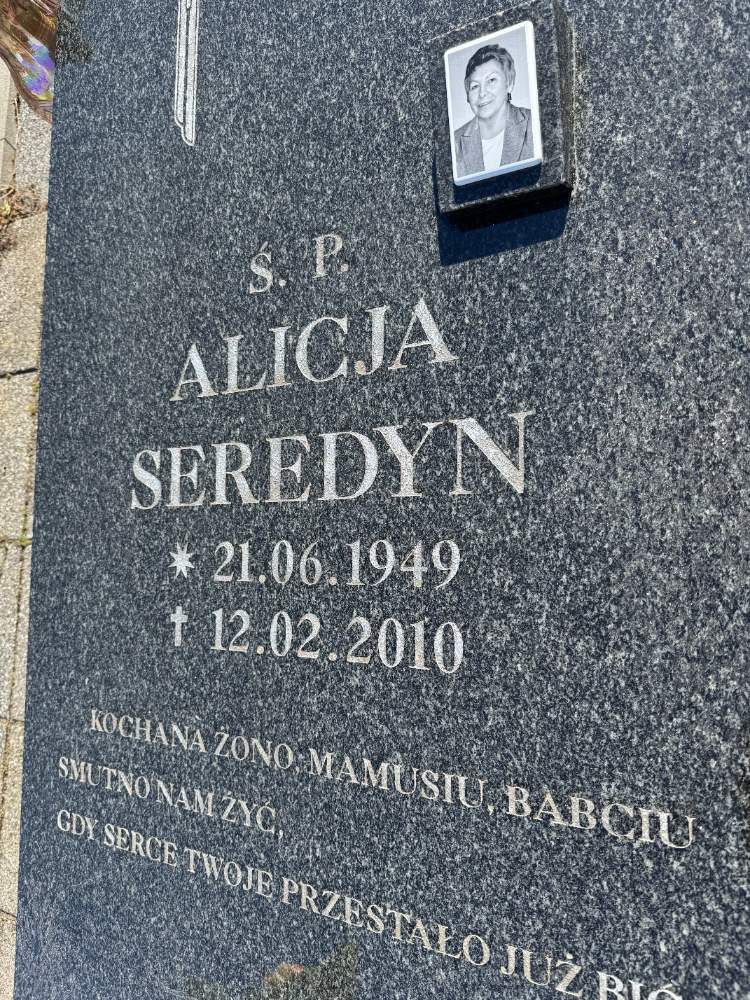 Ś. P.
ALICJA
SEREDYN
* 21.06.1949
† 12.02.2010
KOCHANA ŻONO, MAMUSIU, BABCIU
SMUTNO NAM ŻYĆ,
GDY SERCE TWOJE PRZESTAŁO JUŻ BIĆ